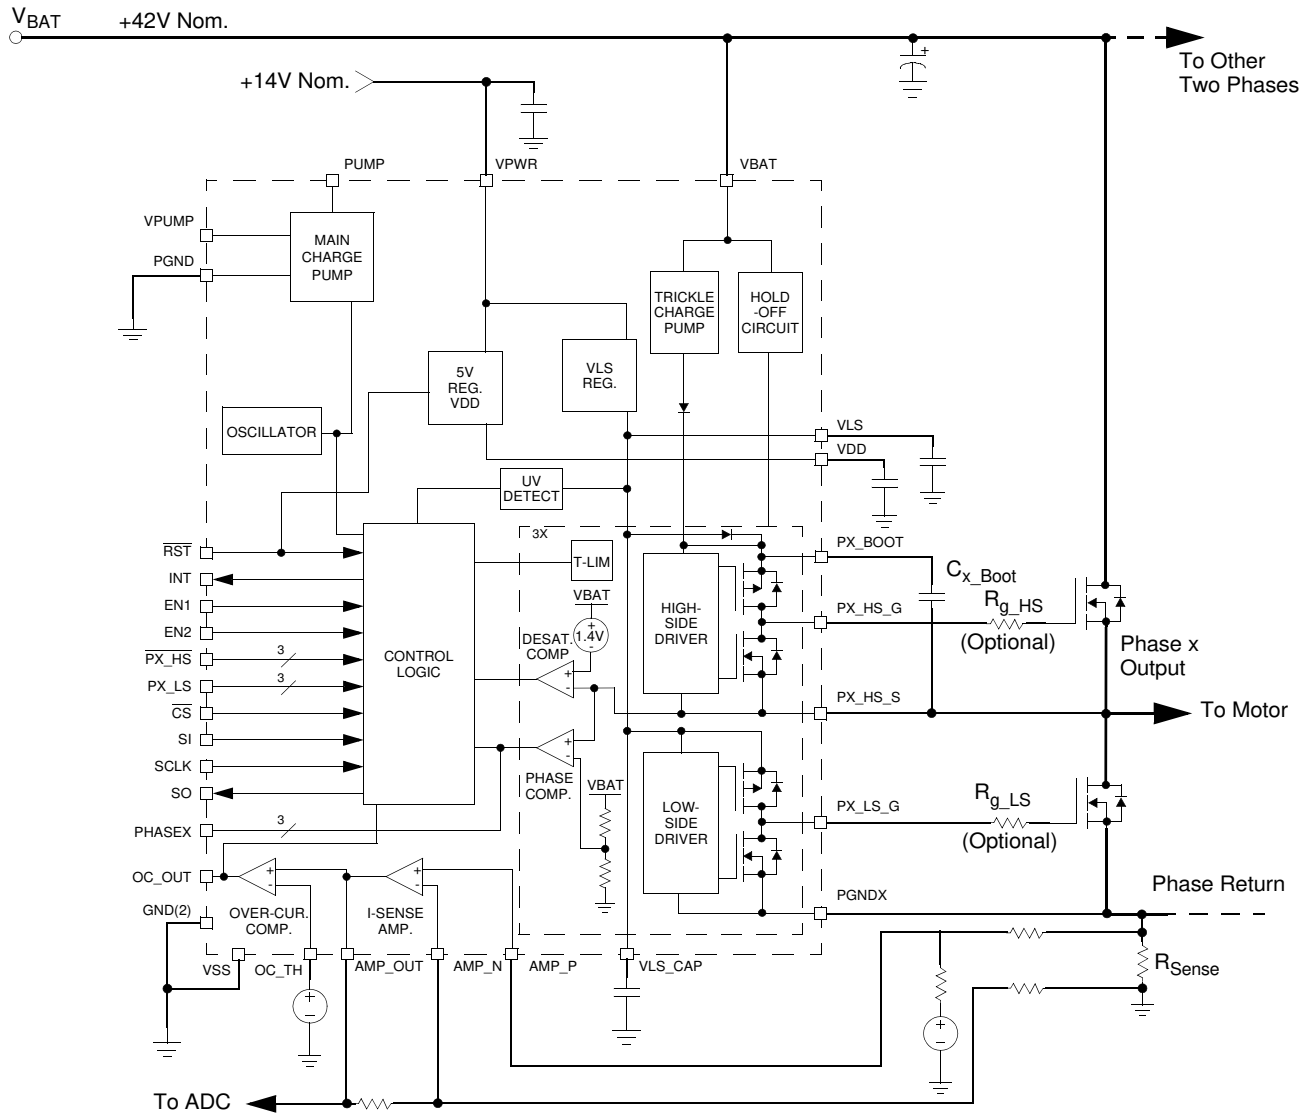 VBAT +42V Nom.
To Other
Two Phases
+
+14V Nom.
PUMP
VPWR
VBAT
VPUMP
PGND
MAIN
CHARGE
PUMP
TRICKLE
CHARGE
PUMP
HOLD
-OFF
CIRCUIT
5V
REG.
VDD
VLS
REG.
OSCILLATOR
VLS
VDD
UV
DETECT
3X
T-LIM
RST
INT
EN1
EN2
PX_HS
3
PX_LS
3
CS
SI
SCLK
SO
PHASEX
3
CONTROL
LOGIC
VBAT
+
1.4V
-
DESAT.
COMP.
+
-
HIGH-
SIDE
DRIVER
PX_BOOT
Cx_Boot
PX_HS_G
Rg_HS
(Optional)
Phase x
Output
PX_HS_S
To Motor
+
-
PHASE
COMP.
VBAT
LOW-
SIDE
DRIVER
PX_LS_G
Rg_LS
(Optional)
PGNDX
Phase Return
OC_OUT
+
-
OVER-CUR.
COMP.
+
-
I-SENSE
AMP.
GND(2)
VSS
OC_TH
AMP_OUT
AMP_N
AMP_P
VLS_CAP
RSense
+
−
+
−
To ADC